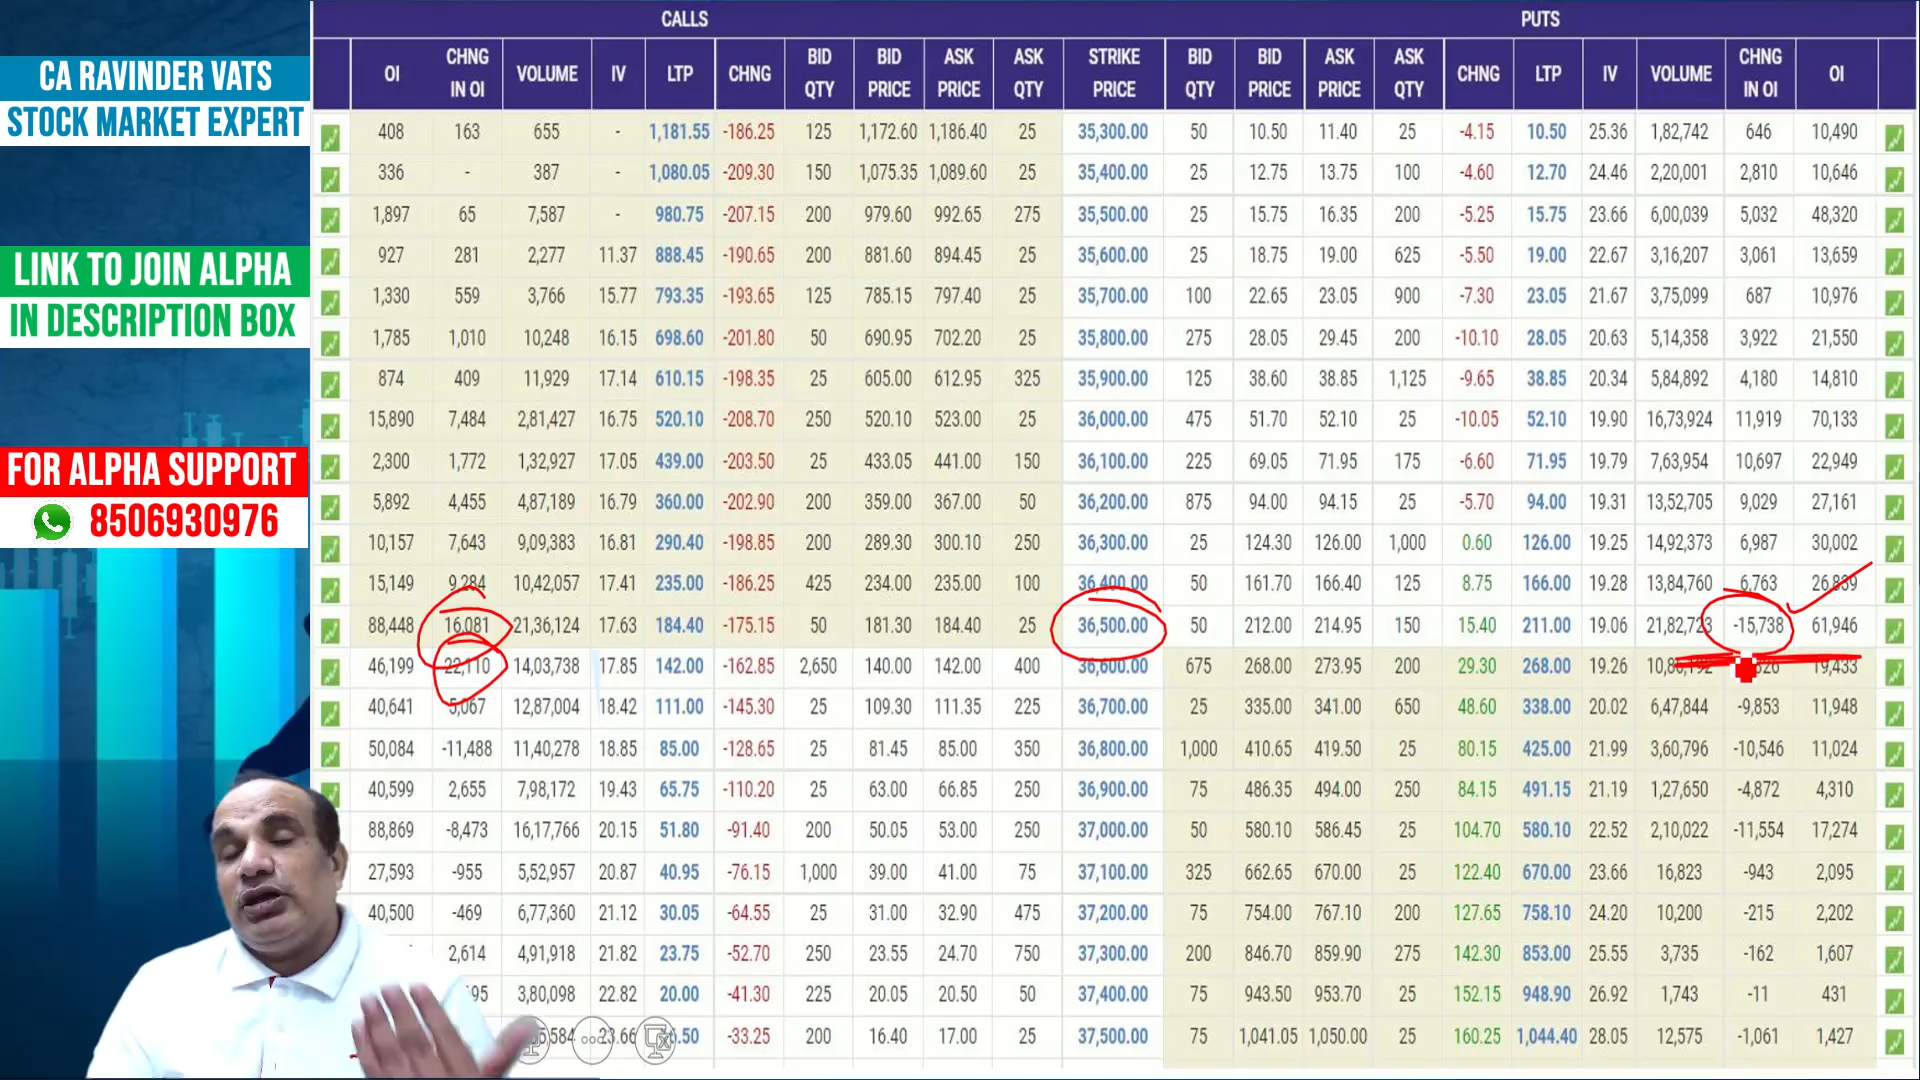 CA RAVINDER VATS
STOCK MARKET EXPERT
LINK TO JOIN ALPHA
IN DESCRIPTION BOX
FOR ALPHA SUPPORT
8506930976
CALLS PUTS
OI CHNG IN OI VOLUME IV LTP CHNG BID QTY BID PRICE ASK PRICE ASK QTY STRIKE PRICE BID QTY BID PRICE ASK PRICE ASK QTY CHNG LTP IV VOLUME CHNG IN OI OI
408 163 655 - 1,181.55 -186.25 125 1,172.60 1,186.40 25 35,300.00 50 10.50 11.40 25 -4.15 10.50 25.36 1,82,742 646 10,490
336 - 387 - 1,080.05 -209.30 150 1,075.35 1,089.60 25 35,400.00 25 12.75 13.75 100 -4.60 12.70 24.46 2,20,001 2,810 10,646
1,897 65 7,587 - 980.75 -207.15 200 979.60 992.65 275 35,500.00 25 15.75 16.35 200 -5.25 15.75 23.66 6,00,039 5,032 48,320
927 281 2,277 11.37 888.45 -190.65 200 881.60 894.45 25 35,600.00 25 18.75 19.00 625 -5.50 19.00 22.67 3,16,207 3,061 13,659
1,330 559 3,766 15.77 793.35 -193.65 125 785.15 797.40 25 35,700.00 100 22.65 23.05 900 -7.30 23.05 21.67 3,75,099 687 10,976
1,785 1,010 10,248 16.15 698.60 -201.80 50 690.95 702.20 25 35,800.00 275 28.05 29.45 200 -10.10 28.05 20.63 5,14,358 3,922 21,550
874 409 11,929 17.14 610.15 -198.35 25 605.00 612.95 325 35,900.00 125 38.60 38.85 1,125 -9.65 38.85 20.34 5,84,892 4,180 14,810
15,890 7,484 2,81,427 16.75 520.10 -208.70 250 520.10 523.00 25 36,000.00 475 51.70 52.10 25 -10.05 52.10 19.90 16,73,924 11,919 70,133
2,300 1,772 1,32,927 17.05 439.00 -203.50 25 433.05 441.00 150 36,100.00 225 69.05 71.95 175 -6.60 71.95 19.79 7,63,954 10,697 22,949
5,892 4,455 4,87,189 16.79 360.00 -202.90 200 359.00 367.00 50 36,200.00 875 94.00 94.15 25 -5.70 94.00 19.31 13,52,705 9,029 27,161
10,157 7,643 9,09,383 16.81 290.40 -198.85 200 289.30 300.10 250 36,300.00 25 124.30 126.00 1,000 0.60 126.00 19.25 14,92,373 6,987 30,002
15,149 9,284 10,42,057 17.41 235.00 -186.25 425 234.00 235.00 100 36,400.00 50 161.70 166.40 125 8.75 166.00 19.28 13,84,760 6,763 26,839
88,448 16,081 21,36,124 17.63 184.40 -175.15 50 181.30 184.40 25 36,500.00 50 212.00 214.95 150 15.40 211.00 19.06 21,82,723 -15,738 61,946
46,199 22,110 14,03,738 17.85 142.00 -162.85 2,650 140.00 142.00 400 36,600.00 675 268.00 273.95 200 29.30 268.00 19.26 19,433
40,641 5,067 12,87,004 18.42 111.00 -145.30 25 109.30 111.35 225 36,700.00 25 335.00 341.00 650 48.60 338.00 20.02 6,47,844 -9,853 11,948
50,084 -11,488 11,40,278 18.85 85.00 -128.65 25 81.45 85.00 350 36,800.00 1,000 410.65 419.50 25 80.15 425.00 21.99 3,60,796 -10,546 11,024
40,599 2,655 7,98,172 19.43 65.75 -110.20 25 63.00 66.85 250 36,900.00 75 486.35 494.00 250 84.15 491.15 21.19 1,27,650 -4,872 4,310
88,869 -8,473 16,17,766 20.15 51.80 -91.40 200 50.05 53.00 250 37,000.00 50 580.10 586.45 25 104.70 580.10 22.52 2,10,022 -11,554 17,274
27,593 -955 5,52,957 20.87 40.95 -76.15 1,000 39.00 41.00 75 37,100.00 325 662.65 670.00 25 122.40 670.00 23.66 16,823 -943 2,095
40,500 -469 6,77,360 21.12 30.05 -64.55 25 31.00 32.90 475 37,200.00 75 754.00 767.10 200 127.65 758.10 24.20 10,200 -215 2,202
2,614 4,91,918 21.82 23.75 -52.70 250 23.55 24.70 750 37,300.00 200 846.70 859.90 275 142.30 853.00 25.55 3,735 -162 1,607
3,80,098 22.82 20.00 -41.30 225 20.05 20.50 50 37,400.00 75 943.50 953.70 25 152.15 948.90 26.92 1,743 -11 431
23.66 -33.25 200 16.40 17.00 25 37,500.00 75 1,041.05 1,050.00 25 160.25 1,044.40 28.05 12,575 -1,061 1,427